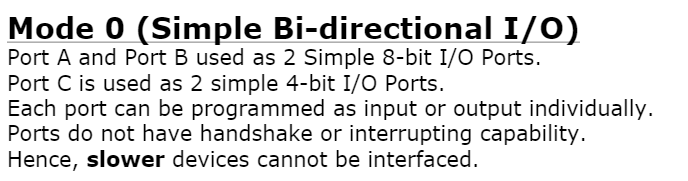 Mode 0 (Simple Bi-directional I/O)
Port A and Port B used as 2 Simple 8-bit I/O Ports.
Port C is used as 2 simple 4-bit I/O Ports.
Each port can be programmed as input or output individually.
Ports do not have handshake or interrupting capability.
Hence, slower devices cannot be interfaced.